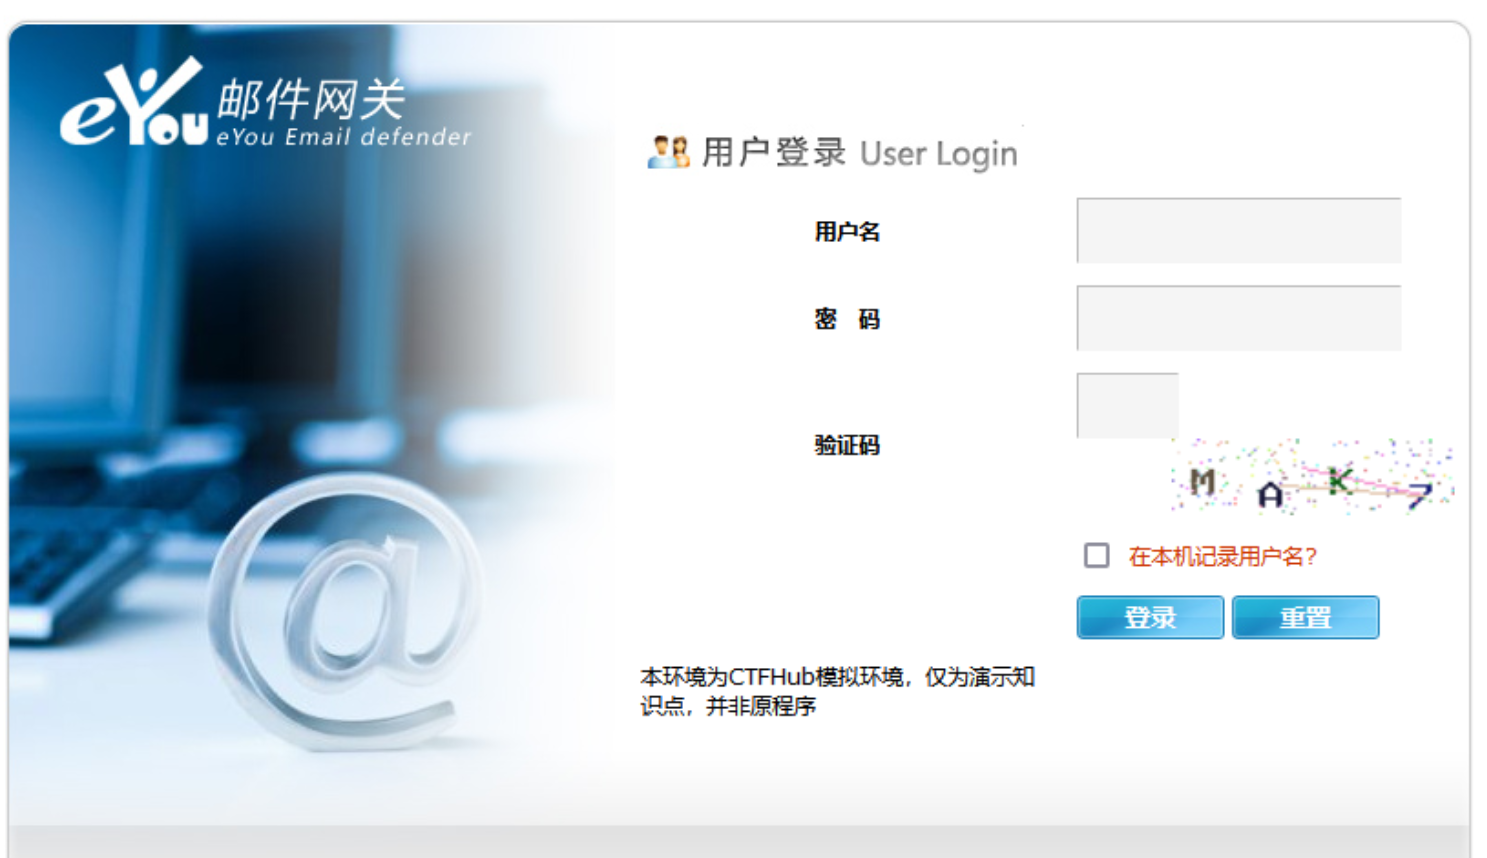 eYou 邮件网关
eYou Email defender
用户登录 User Login
用户名
密 码
验证码
M A K 7
在本机记录用户名?
登录 重置
本环境为CTFHub模拟环境，仅为演示知
识点，并非原程序